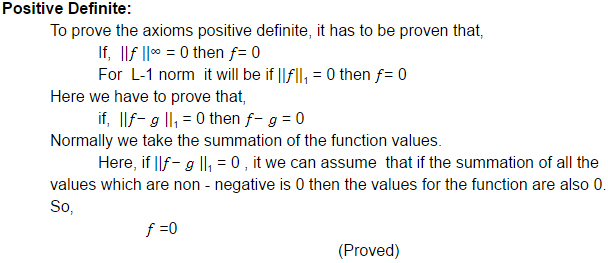 Positive Definite:
To prove the axioms positive definite, it has to be proven that,
If, ||f ||∞ = 0 then f= 0
For L-1 norm it will be if ||f||₁ = 0 then f= 0
Here we have to prove that,
if, ||f− g ||₁ = 0 then f− g = 0
Normally we take the summation of the function values.
Here, if ||f− g ||₁ = 0 , it we can assume that if the summation of all the
values which are non - negative is 0 then the values for the function are also 0.
So,
f =0
(Proved)